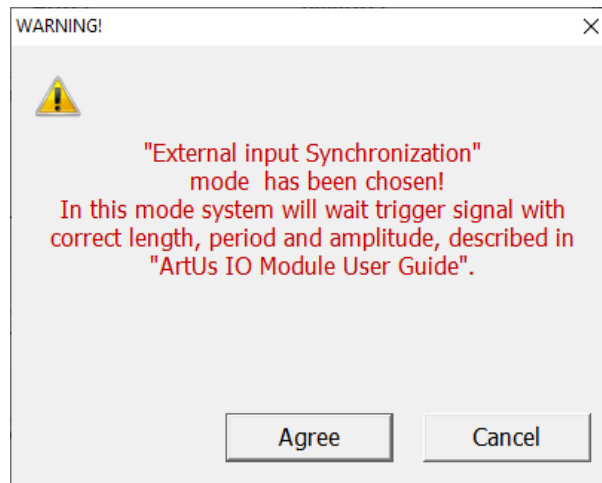 WARNING!
"External input Synchronization"
mode has been chosen!
In this mode system will wait trigger signal with
correct length, period and amplitude, described in
"ArtUs IO Module User Guide".
Agree Cancel